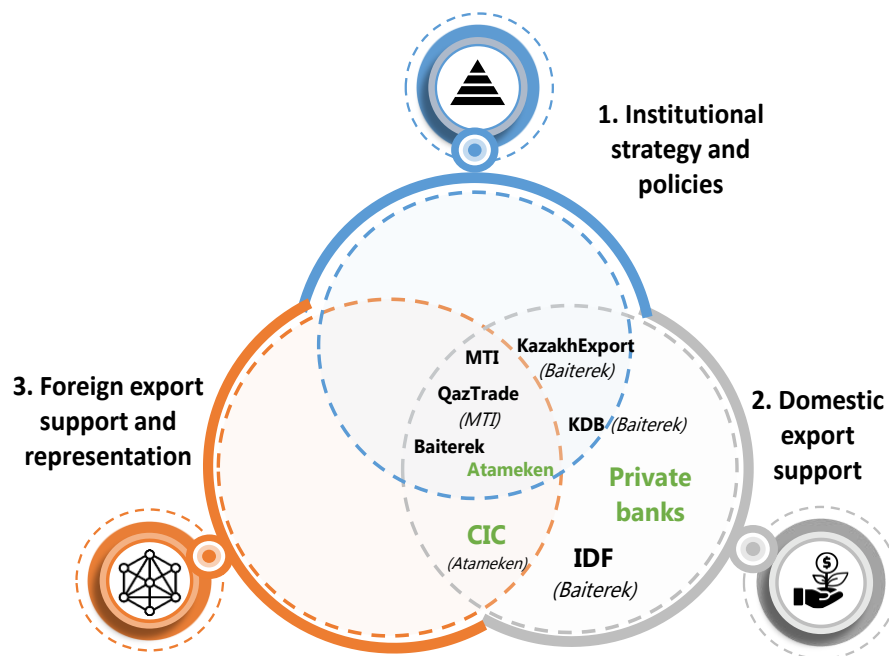 1. Institutional
strategy and
policies
3. Foreign export
support and
representation
2. Domestic
export
support
MTI
KazakhExport
(Baiterek)
QazTrade
(MTI)
KDB (Baiterek)
Baiterek
Atameken
Private
banks
CIC
(Atameken)
IDF
(Baiterek)
$